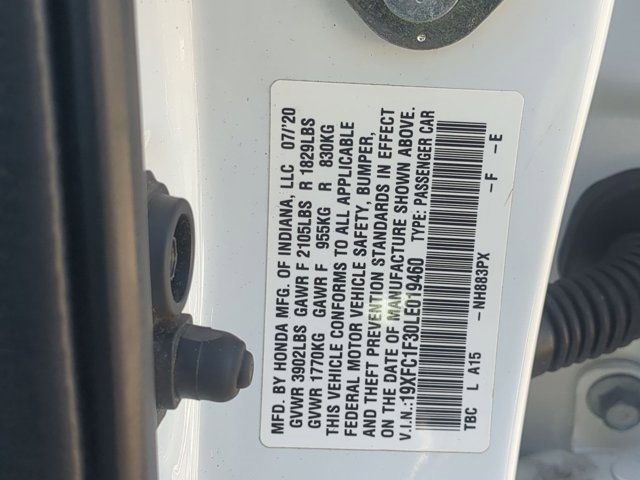 MFD. BY HONDA MFG. OF INDIANA, LLC 07/'20
GVWR 3902LBS GAWR F 2105LBS R 1829LBS
GVWR 1770KG GAWR F 955KG R 830KG
THIS VEHICLE CONFORMS TO ALL APPLICABLE
FEDERAL MOTOR VEHICLE SAFETY, BUMPER,
AND THEFT PREVENTION STANDARDS IN EFFECT
ON THE DATE OF MANUFACTURE SHOWN ABOVE.
V.I.N.:19XFC1F30LE019460 TYPE: PASSENGER CAR
TBC L A15 -NH883PX -F -E